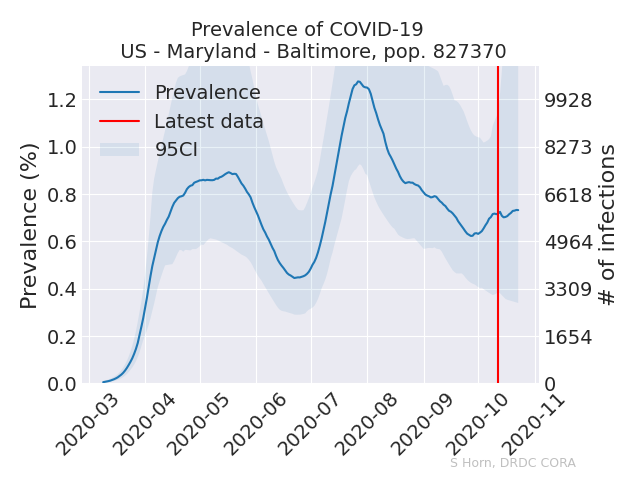 Prevalence of COVID-19
US - Maryland - Baltimore, pop. 827370
Prevalence
Latest data
95CI
Prevalence (%)
1.2
1.0
0.8
0.6
0.4
0.2
0.0
9928
8273
6618
4964
3309
1654
0
# of infections
2020-03
2020-04
2020-05
2020-06
2020-07
2020-08
2020-09
2020-10
2020-11
S Horn, DRDC CORA